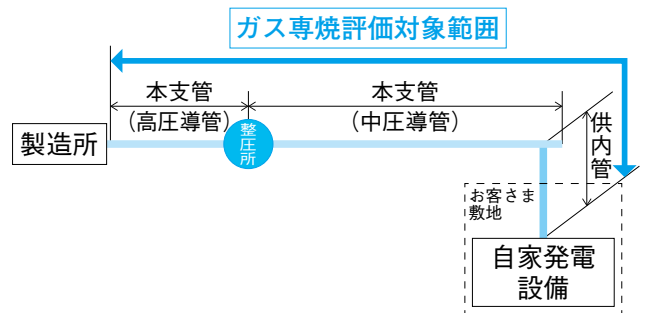 ガス専焼評価対象範囲
本支管
（高圧導管）
本支管
（中圧導管）
製造所
整圧所
供内管
お客さま
敷地
自家発電
設備